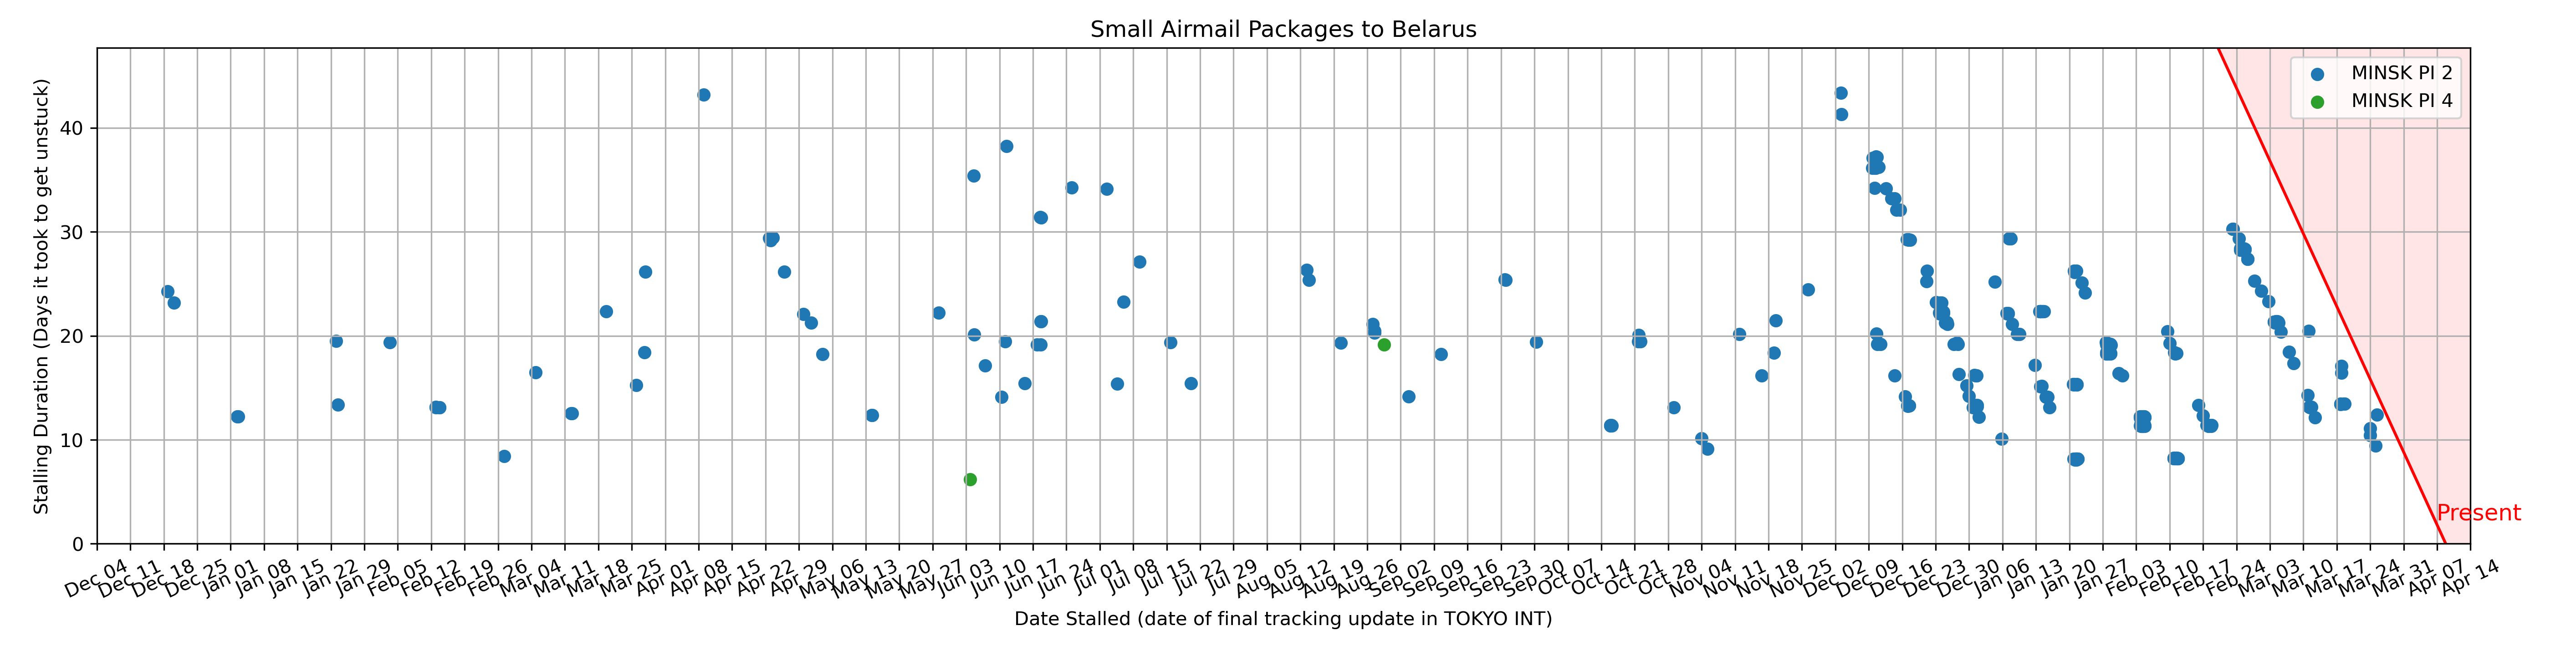 Small Airmail Packages to Belarus
Stalling Duration (Days it took to get unstuck)
40
30
20
10
0
MINSK PI 2
MINSK PI 4
Present
Dec 04
Dec 11
Dec 18
Dec 25
Jan 01
Jan 08
Jan 15
Jan 22
Jan 29
Feb 05
Feb 12
Feb 19
Feb 26
Mar 04
Mar 11
Mar 18
Mar 25
Apr 01
Apr 08
Apr 15
Apr 22
Apr 29
May 06
May 13
May 20
May 27
Jun 03
Jun 10
Jun 17
Jun 24
Jul 01
Jul 08
Jul 15
Jul 22
Jul 29
Aug 05
Aug 12
Aug 19
Aug 26
Sep 02
Sep 09
Sep 16
Sep 23
Sep 30
Oct 07
Oct 14
Oct 21
Oct 28
Nov 04
Nov 11
Nov 18
Nov 25
Dec 02
Dec 09
Dec 16
Dec 23
Dec 30
Jan 06
Jan 13
Jan 20
Jan 27
Feb 03
Feb 10
Feb 17
Feb 24
Mar 03
Mar 10
Mar 17
Mar 24
Mar 31
Apr 07
Apr 14
Date Stalled (date of final tracking update in TOKYO INT)